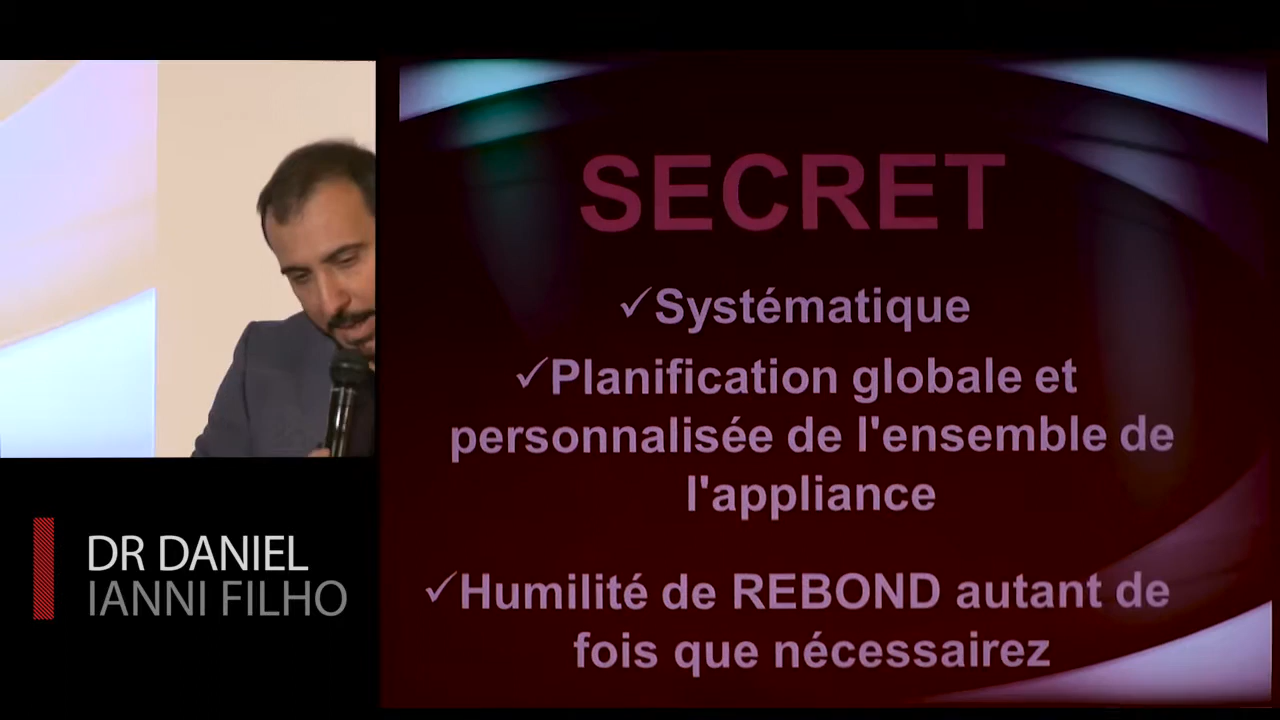 SECRET
✓Systématique
✓Planification globale et
personnalisée de l'ensemble de
l'appliance
✓Humilité de REBOND autant de
fois que nécessairez
DR DANIEL
IANNI FILHO